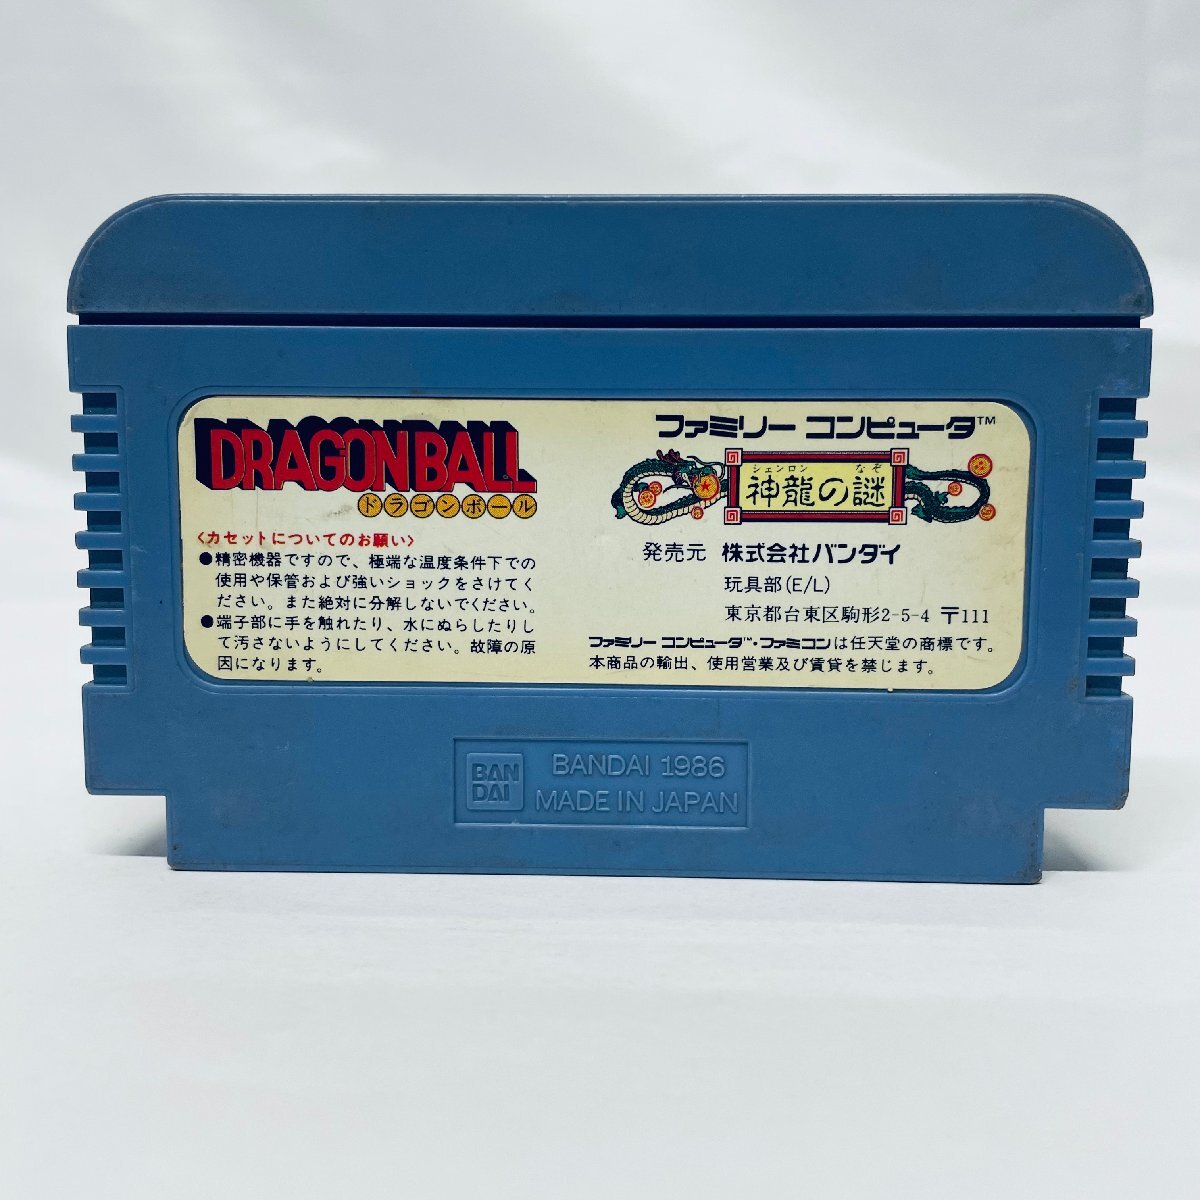 DRAGON BALL
ドラゴンボール
<カセットについてのお願い>
●精密機器ですので、極端な温度条件下での
使用や保管および強いショックをさけてく
ださい。また絶対に分解しないでください。
●端子部に手を触れたり、水にぬらしたりし
て汚さないようにしてください。故障の原
因になります。
ファミリー コンピュータ™
シェンロン なぞ
神龍の謎
発売元 株式会社バンダイ
玩具部(E/L)
東京都台東区駒形2-5-4 〒111
ファミリー コンピュータ™・ファミコンは任天堂の商標です。
本商品の輸出、使用営業及び賃貸を禁じます。
BAN
DAI
BANDAI 1986
MADE IN JAPAN